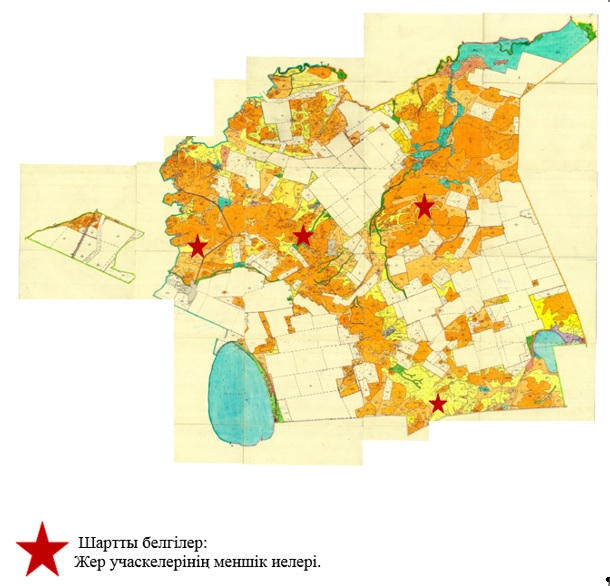 Шартты белгілер:
Жер учаскелерінің меншік иелері.